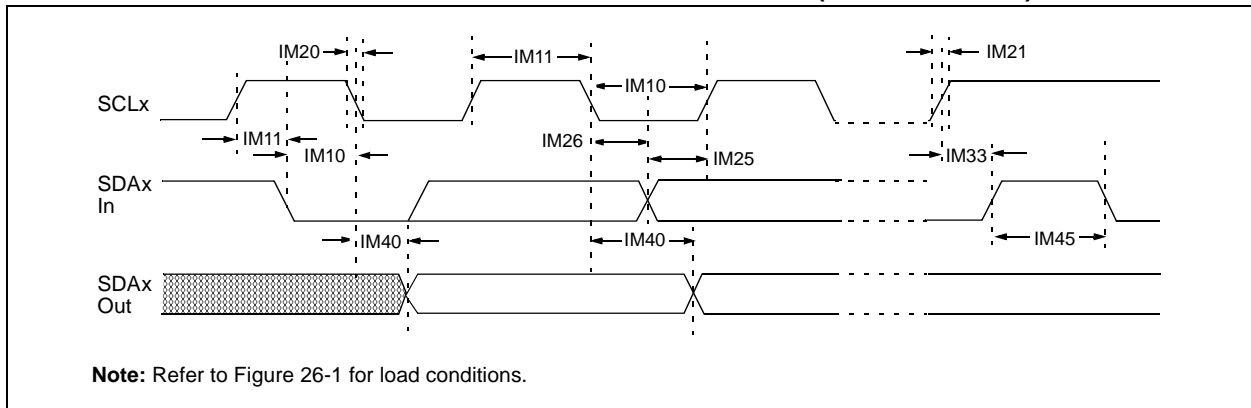 IM20
IM11
IM21
IM10
SCLx
IM11
IM10
IM26
IM25
IM33
SDAx
In
IM40
IM40
IM45
SDAx
Out
Note: Refer to Figure 26-1 for load conditions.